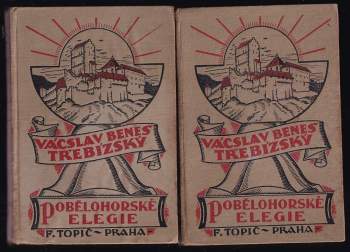 VÁCSLAV BENEŠ
TŘEBÍZSKÝ
POBĚLOHORSKÉ
ELEGIE
F. TOPIČ - PRAHA
VÁCSLAV BENEŠ
TŘEBÍZSKÝ
POBĚLOHORSKÉ
ELEGIE
F. TOPIČ - PRAHA